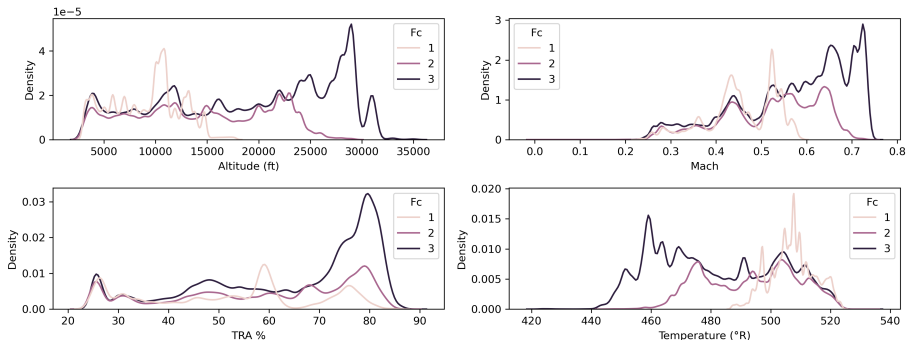 1e−5
Density
4
2
0
5000 10000 15000 20000 25000 30000 35000
Altitude (ft)
Fc
1
2
3
Density
3
2
1
0
0.0 0.1 0.2 0.3 0.4 0.5 0.6 0.7 0.8
Mach
Fc
1
2
3
Density
0.03
0.02
0.01
0.00
20 30 40 50 60 70 80 90
TRA %
Fc
1
2
3
Density
0.020
0.015
0.010
0.005
0.000
420 440 460 480 500 520 540
Temperature (°R)
Fc
1
2
3